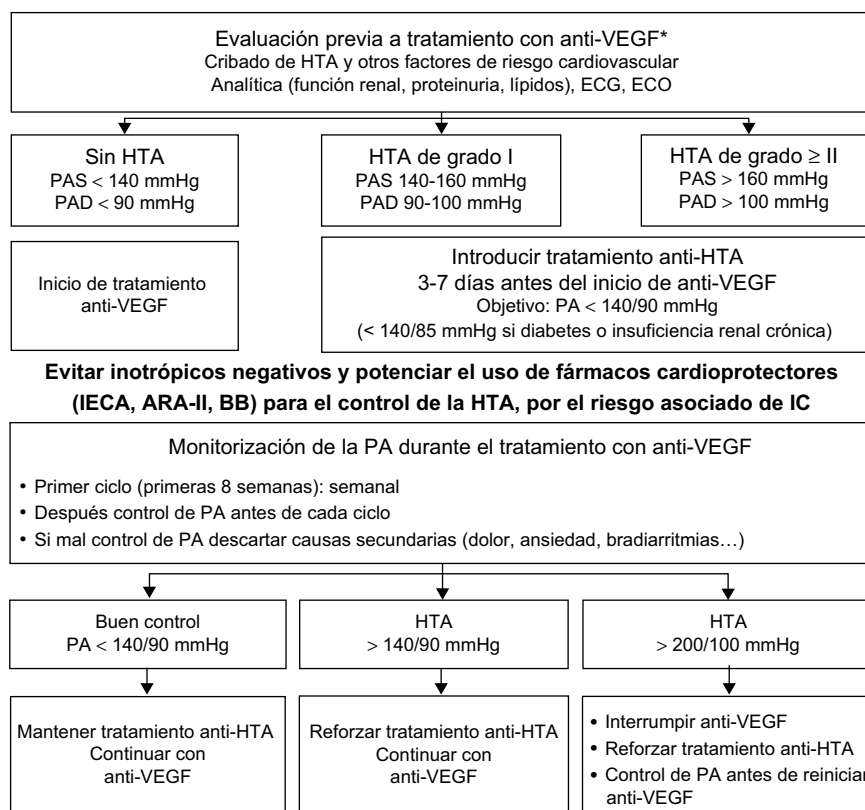 Evaluación previa a tratamiento con anti-VEGF*
Cribado de HTA y otros factores de riesgo cardiovascular
Analítica (función renal, proteinuria, lípidos), ECG, ECO
Sin HTA
PAS < 140 mmHg
PAD < 90 mmHg
HTA de grado I
PAS 140-160 mmHg
PAD 90-100 mmHg
HTA de grado ≥ II
PAS > 160 mmHg
PAD > 100 mmHg
Inicio de tratamiento
anti-VEGF
Introducir tratamiento anti-HTA
3-7 días antes del inicio de anti-VEGF
Objetivo: PA < 140/90 mmHg
(< 140/85 mmHg si diabetes o insuficiencia renal crónica)
Evitar inotrópicos negativos y potenciar el uso de fármacos cardioprotectores
(IECA, ARA-II, BB) para el control de la HTA, por el riesgo asociado de IC
Monitorización de la PA durante el tratamiento con anti-VEGF
• Primer ciclo (primeras 8 semanas): semanal
• Después control de PA antes de cada ciclo
• Si mal control de PA descartar causas secundarias (dolor, ansiedad, bradiarritmias…)
Buen control
PA < 140/90 mmHg
HTA
> 140/90 mmHg
HTA
> 200/100 mmHg
Mantener tratamiento anti-HTA
Continuar con
anti-VEGF
Reforzar tratamiento anti-HTA
Continuar con
anti-VEGF
• Interrumpir anti-VEGF
• Reforzar tratamiento anti-HTA
• Control de PA antes de reiniciar
anti-VEGF